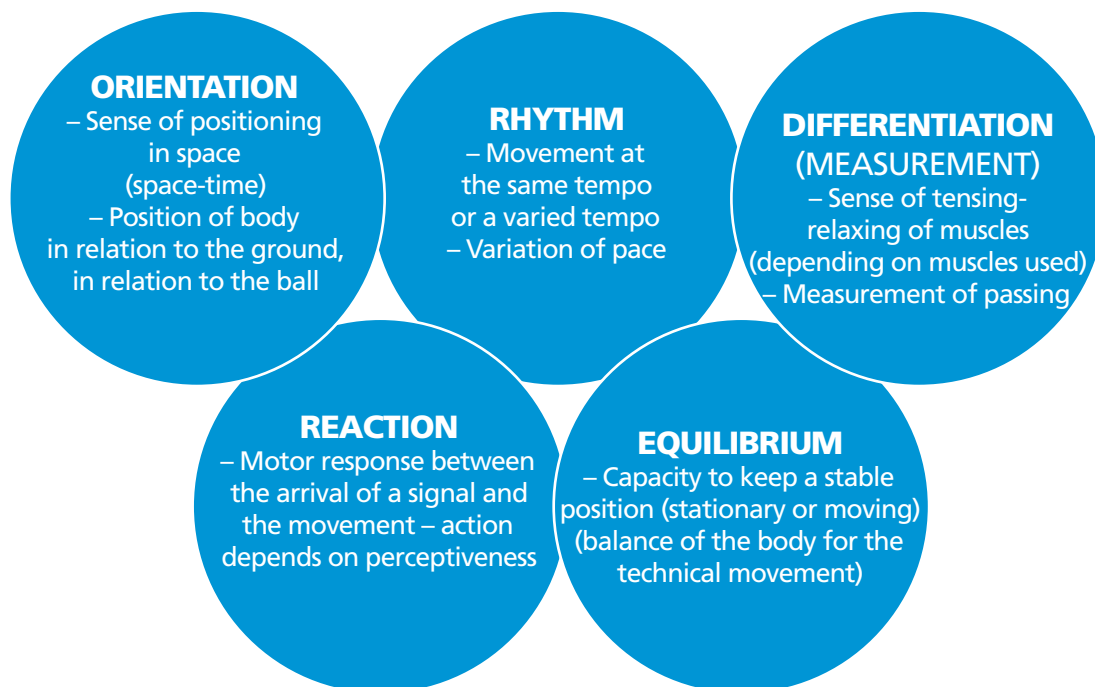 ORIENTATION
– Sense of positioning
in space
(space-time)
– Position of body
in relation to the ground,
in relation to the ball
RHYTHM
– Movement at
the same tempo
or a varied tempo
– Variation of pace
DIFFERENTIATION
(MEASUREMENT)
– Sense of tensing-
relaxing of muscles
(depending on muscles used)
– Measurement of passing
REACTION
– Motor response between
the arrival of a signal and
the movement – action
depends on perceptiveness
EQUILIBRIUM
– Capacity to keep a stable
position (stationary or moving)
(balance of the body for the
technical movement)